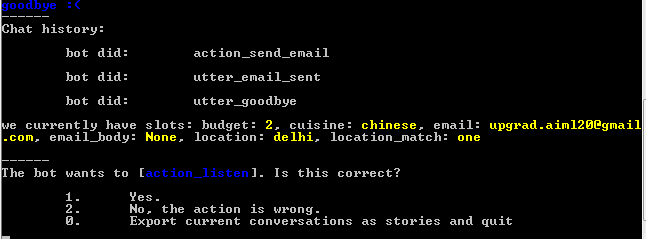 goodbye :(
------
Chat history:
bot did: action_send_email
bot did: utter_email_sent
bot did: utter_goodbye
we currently have slots: budget: 2, cuisine: chinese, email: upgrad.aiml20@gmail
.com, email_body: None, location: delhi, location_match: one
------
The bot wants to [action_listen]. Is this correct?
1. Yes.
2. No, the action is wrong.
0. Export current conversations as stories and quit